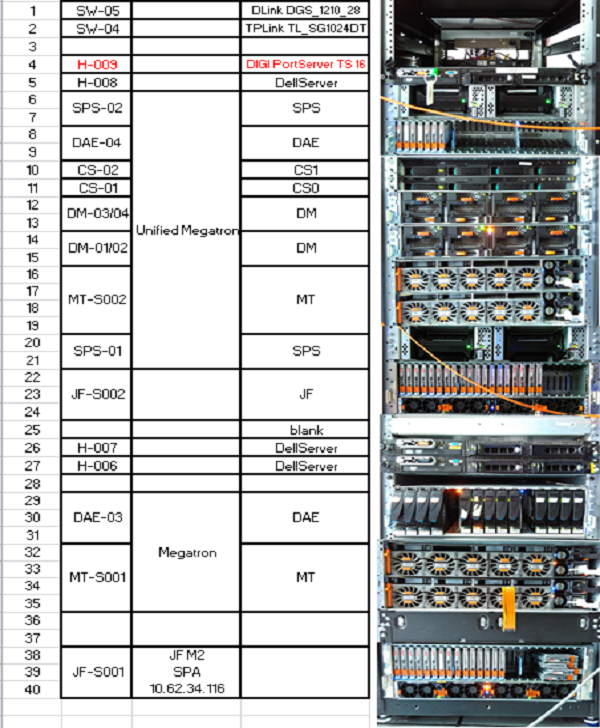 1 SW-05 DLink DGS_1210_28
2 SW-04 TPLink TL_SG1024DT
3
4 H-009 DIGI PortServer TS 16
5 H-008 DellServer
6
SPS-02 SPS
7
8
DAE-04 DAE
9
10 CS-02 CS1
11 CS-01 CS0
12
DM-03/04 DM
13
Unified Megatron
14
DM-01/02 DM
15
16
17
MT-S002 MT
18
19
20
SPS-01 SPS
21
22
23 JF-S002 JF
24
25 blank
26 H-007 DellServer
27 H-006 DellServer
28
29
30 DAE-03 DAE
31
32
Megatron
33
MT-S001 MT
34
35
36
37
38 JF M2
39 JF-S001 SPA
40 10.62.34.116